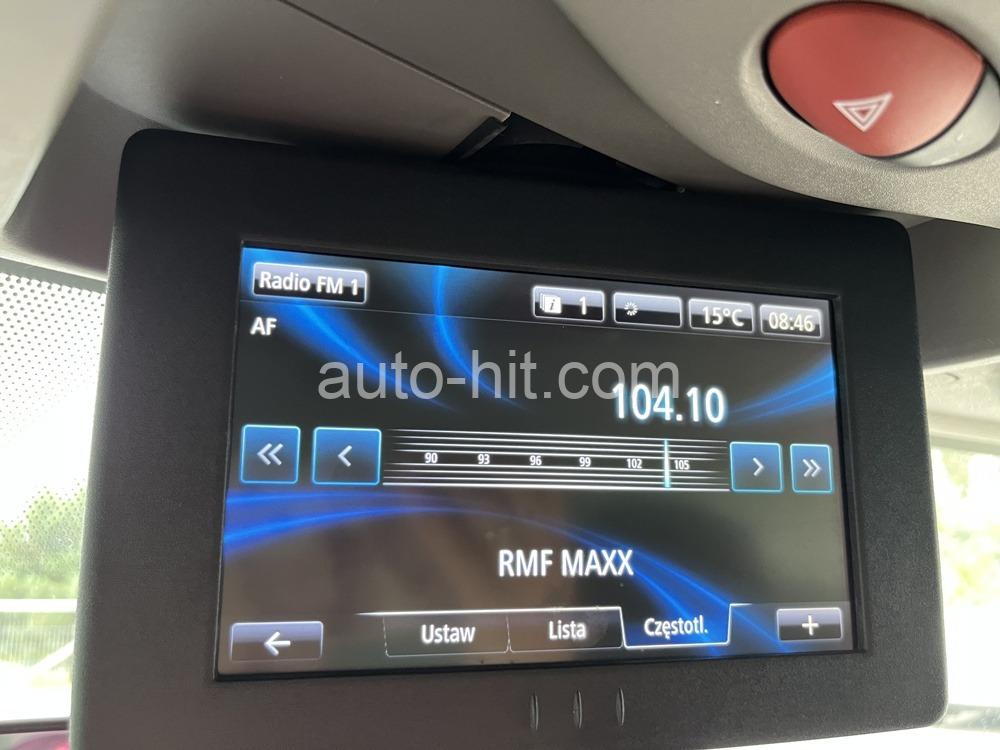 Radio FM 1
i 1
15°C
08:46
AF
auto-hit.com
104.10
90 93 96 99 102 105
RMF MAXX
Ustaw
Lista
Częstotl.
+